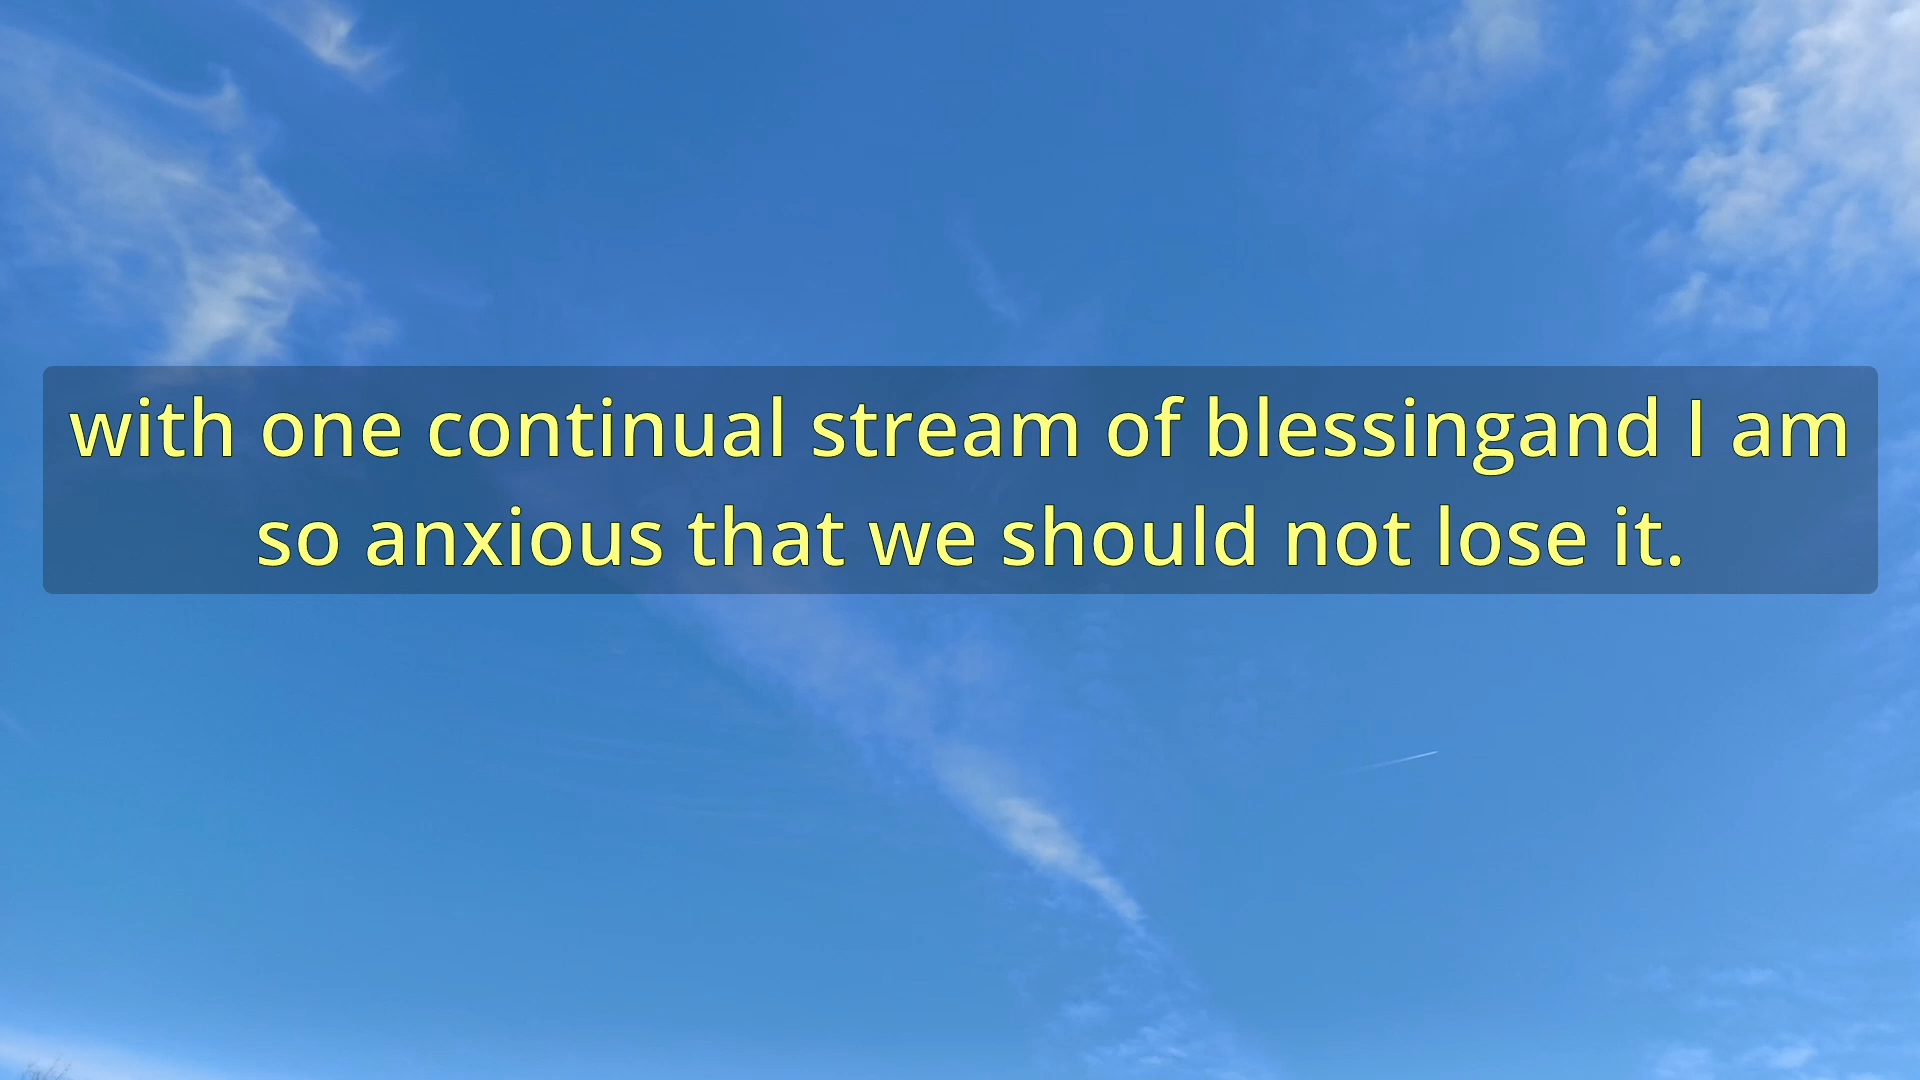 with one continual stream of blessingand I am
so anxious that we should not lose it.